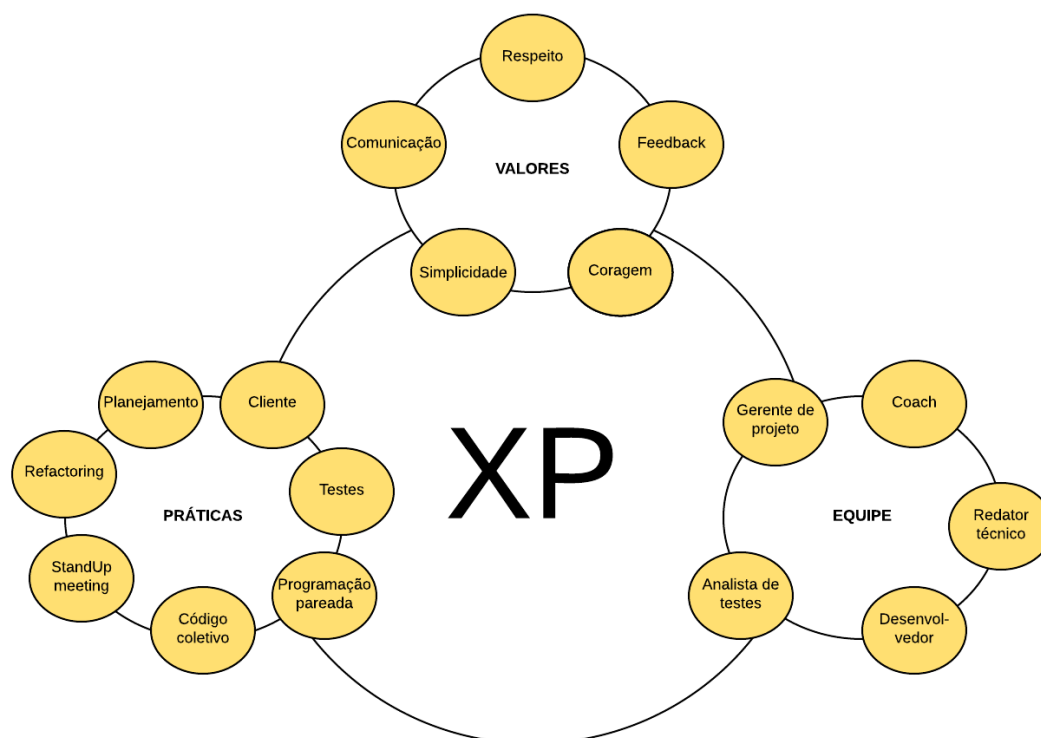 Respeito
Comunicação
Feedback
VALORES
Simplicidade
Coragem
Planejamento
Cliente
Refactoring
Testes
PRÁTICAS
StandUp
meeting
Programação
pareada
Código
coletivo
XP
Gerente de
projeto
Coach
EQUIPE
Redator
técnico
Analista de
testes
Desenvol-
vedor